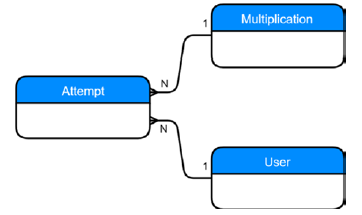 Multiplication
1
Attempt
N
N
1
User